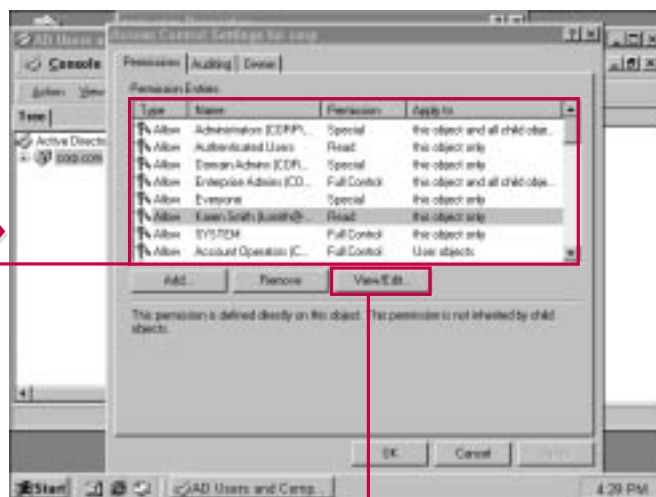 Access Control Settings for corp
AD Users a
Console
Action View
Tree
Active Directo
corp.com
Permissions Auditing Owner
Permission Entries:
Type Name Permission Apply to
Allow Administrators (CORP\... Special this object and all child obje...
Allow Authenticated Users Read this object only
Allow Domain Admins (COR... Special this object only
Allow Enterprise Admins (CO... Full Control this object and all child obje...
Allow Everyone Special this object only
Allow Karen Smith (ksmith@... Read this object only
Allow SYSTEM Full Control this object only
Allow Account Operators (C... Full Control User objects
Add... Remove View/Edit...
This permission is defined directly on this object. This permission is not inherited by child
objects.
OK Cancel Apply
Start AD Users and Comp... 4:29 PM